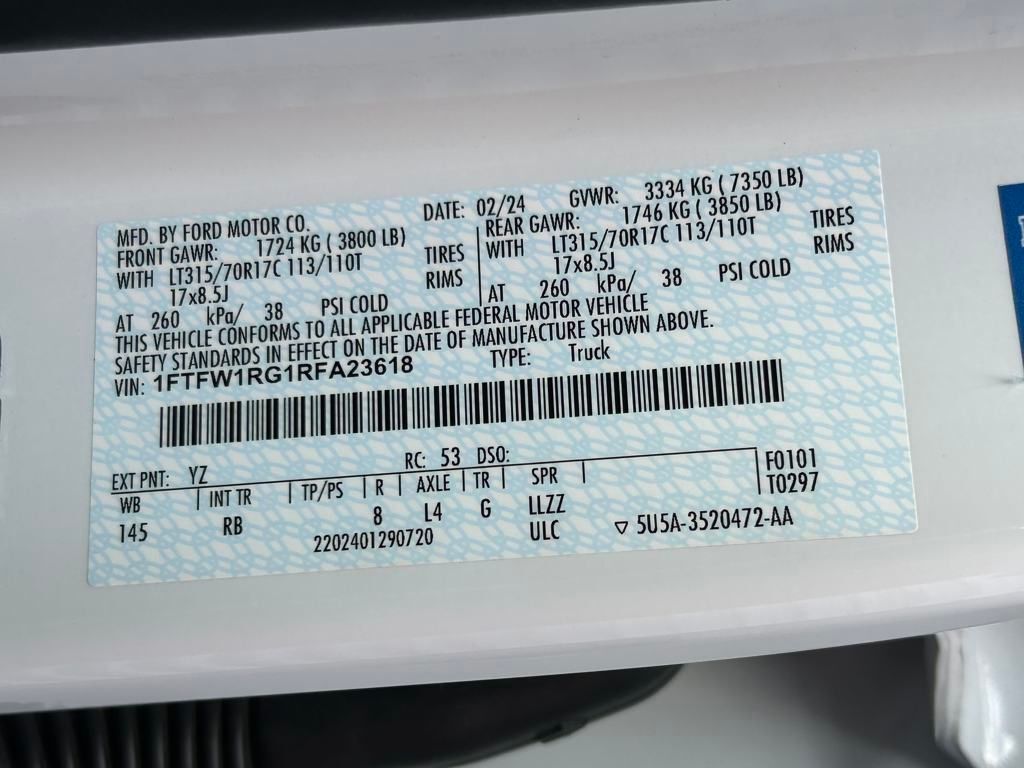 MFD. BY FORD MOTOR CO. DATE: 02/24 GVWR: 3334 KG ( 7350 LB)
FRONT GAWR: 1724 KG ( 3800 LB) REAR GAWR: 1746 KG ( 3850 LB)
WITH LT315/70R17C 113/110T TIRES WITH LT315/70R17C 113/110T TIRES
17x8.5J RIMS 17x8.5J RIMS
AT 260 kPa/ 38 PSI COLD AT 260 kPa/ 38 PSI COLD
THIS VEHICLE CONFORMS TO ALL APPLICABLE FEDERAL MOTOR VEHICLE
SAFETY STANDARDS IN EFFECT ON THE DATE OF MANUFACTURE SHOWN ABOVE.
VIN: 1FTFW1RG1RFA23618 TYPE: Truck
EXT PNT: YZ RC: 53 DSO:
WB INT TR TP/PS R AXLE TR SPR F0101
145 RB 8 L4 G LLZZ T0297
2202401290720 ULC 5U5A-3520472-AA